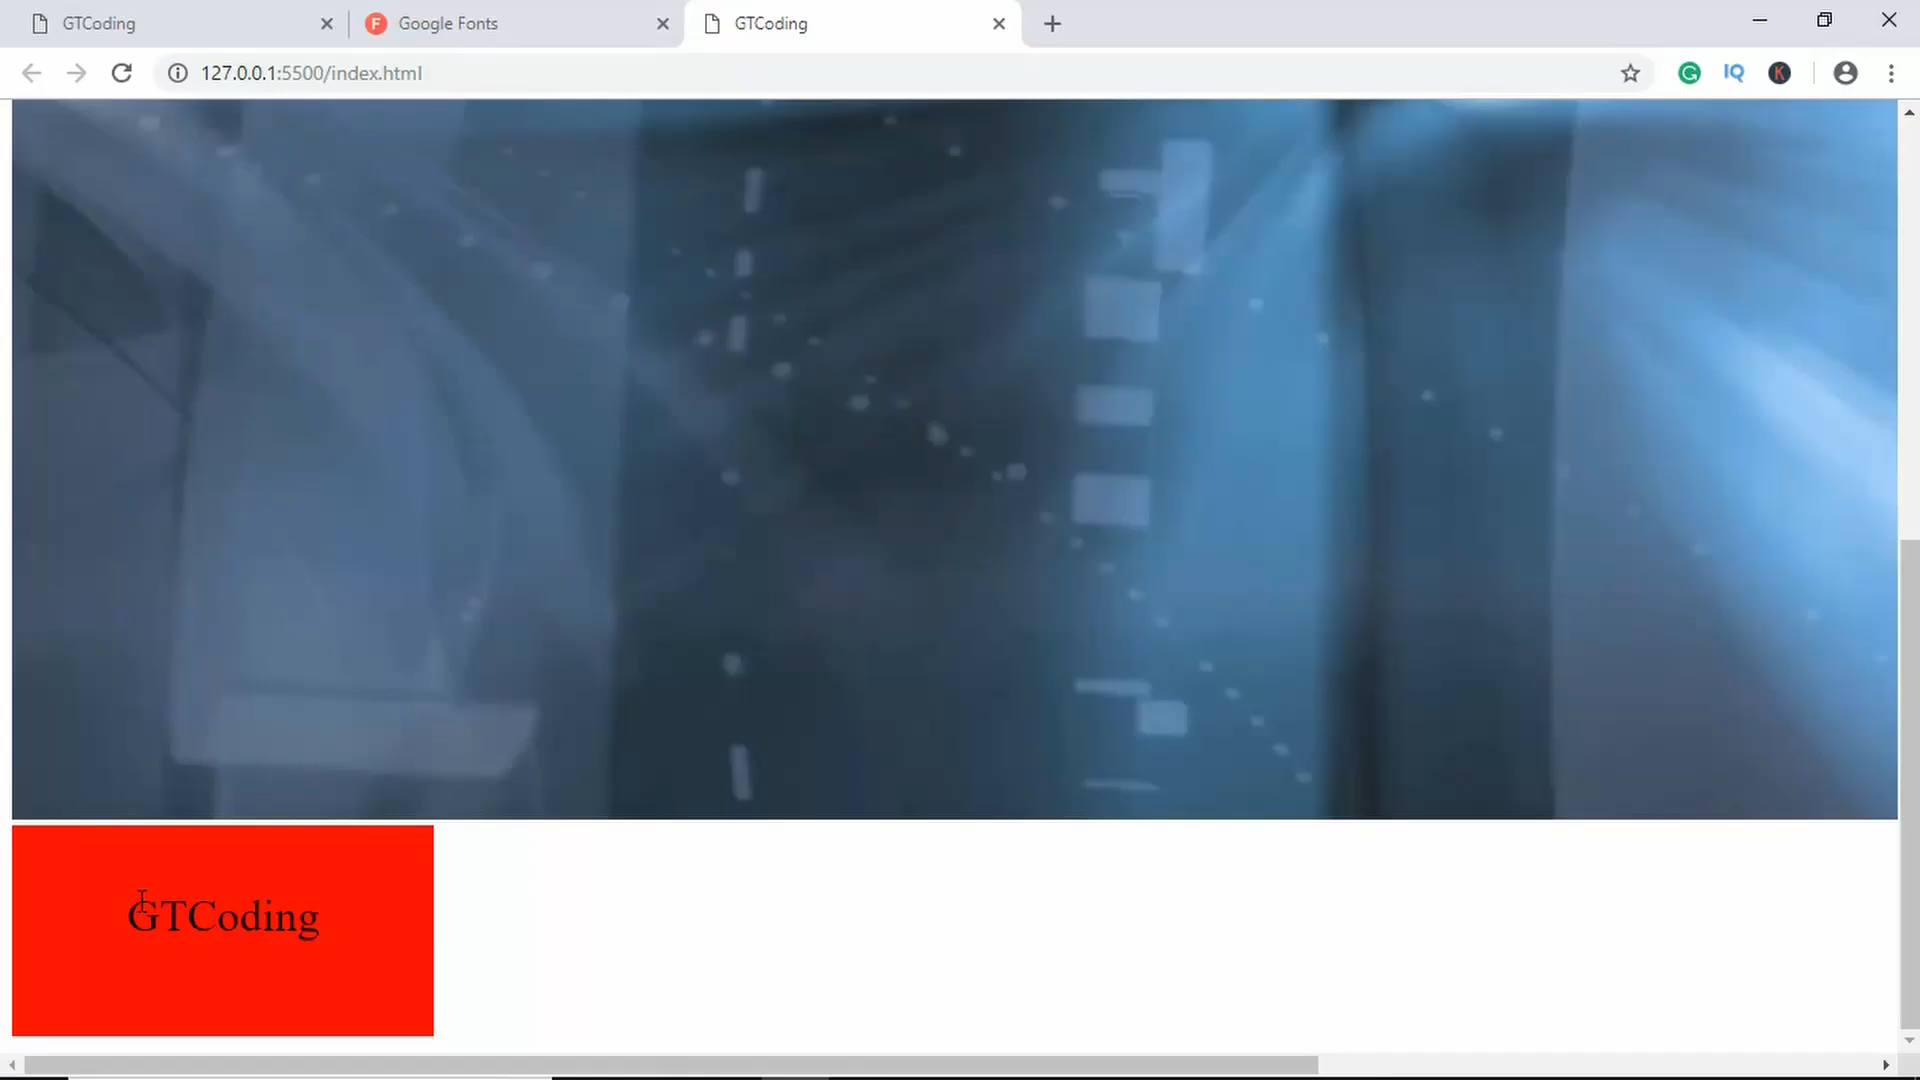 GTCoding
Google Fonts
GTCoding
127.0.0.1:5500/index.html
IQ
K
GTCoding